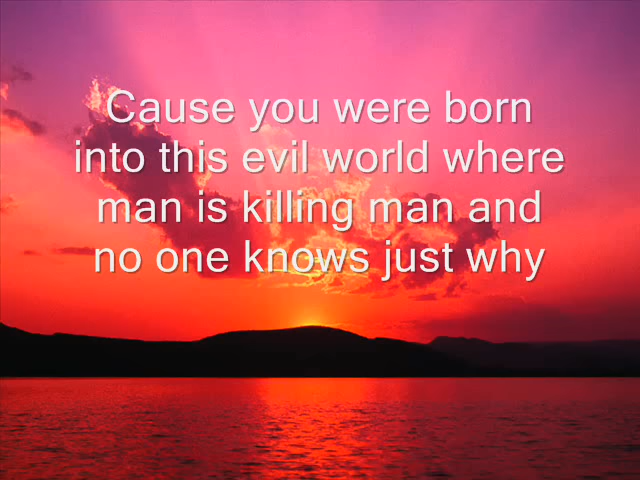 Cause you were born
into this evil world where
man is killing man and
no one knows just why